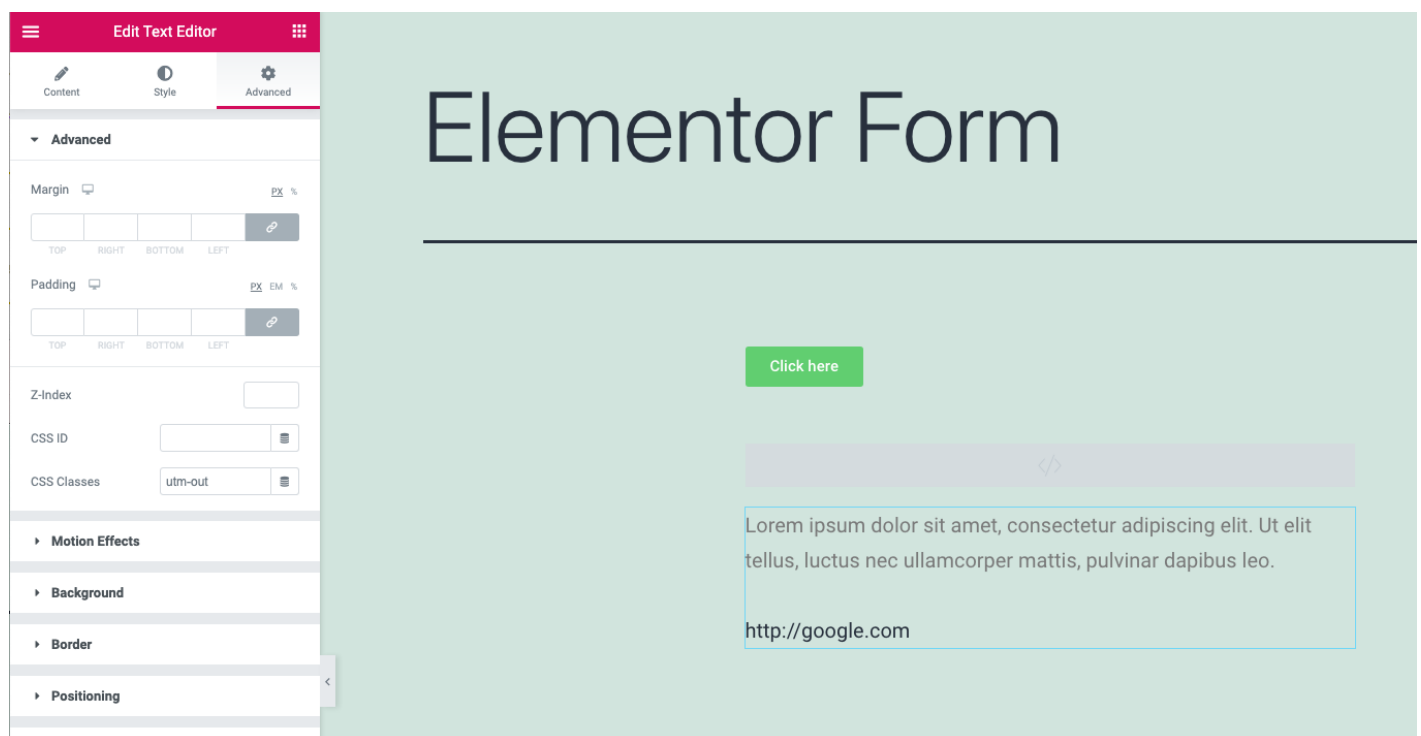 Edit Text Editor
Content Style Advanced
Advanced
Margin PX %
TOP RIGHT BOTTOM LEFT
Padding PX EM %
TOP RIGHT BOTTOM LEFT
Z-Index
CSS ID
CSS Classes utm-out
Motion Effects
Background
Border
Positioning
Elementor Form
Click here
</>
Lorem ipsum dolor sit amet, consectetur adipiscing elit. Ut elit
tellus, luctus nec ullamcorper mattis, pulvinar dapibus leo.
http://google.com